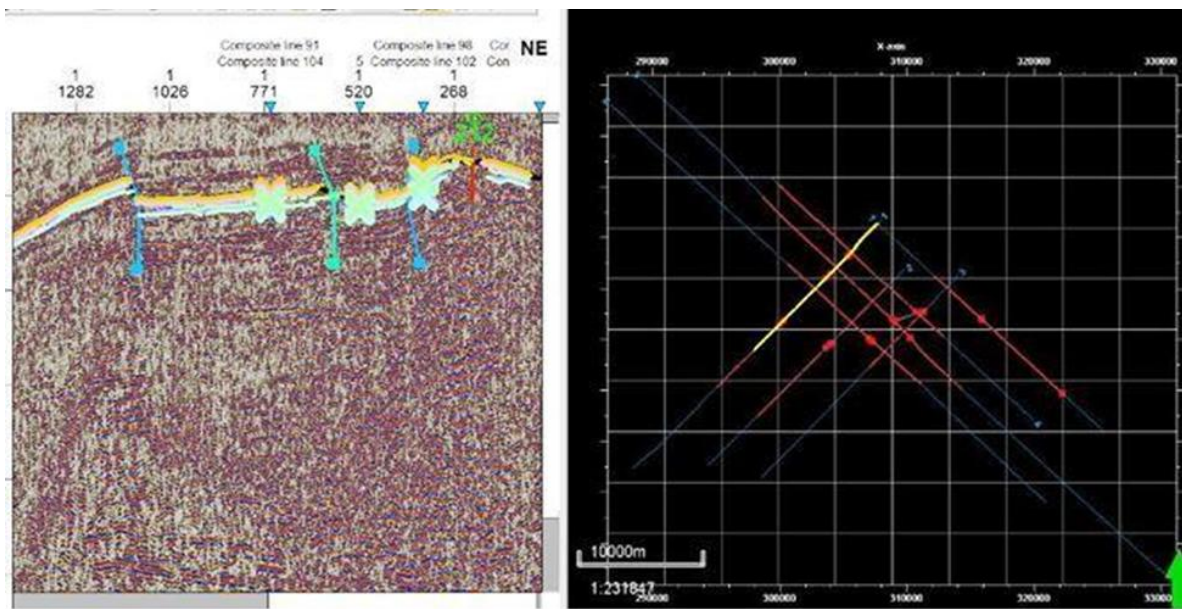 Composite line 91 Composite line 98 Cor NE
Composite line 104 5 Composite line 102 Con
1 1 1 1 1
1282 1026 771 520 268
X-axis
290000 300000 310000 320000 330000
10000m
1:231847
290000 300000 310000 320000 330000